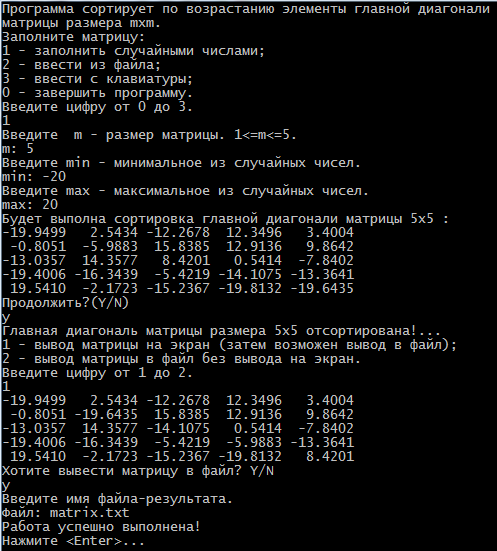 Программа сортирует по возрастанию элементы главной диагонали
матрицы размера mxm.
Заполните матрицу:
1 - заполнить случайными числами;
2 - ввести из файла;
3 - ввести с клавиатуры;
0 - завершить программу.
Введите цифру от 0 до 3.
1
Введите  m - размер матрицы. 1<=m<=5.
m: 5
Введите min - минимальное из случайных чисел.
min: -20
Введите max - максимальное из случайных чисел.
max: 20
Будет выполна сортировка главной диагонали матрицы 5x5 :
-19.9499   2.5434 -12.2678  12.3496   3.4004
 -0.8051  -5.9883  15.8385  12.9136   9.8642
-13.0357  14.3577   8.4201   0.5414  -7.8402
-19.4006 -16.3439  -5.4219 -14.1075 -13.3641
 19.5410  -2.1723 -15.2367 -19.8132 -19.6435
Продолжить?(Y/N)
y
Главная диагональ матрицы размера 5x5 отсортирована!...
1 - вывод матрицы на экран (затем возможен вывод в файл);
2 - вывод матрицы в файл без вывода на экран.
Введите цифру от 1 до 2.
1
-19.9499   2.5434 -12.2678  12.3496   3.4004
 -0.8051 -19.6435  15.8385  12.9136   9.8642
-13.0357  14.3577 -14.1075   0.5414  -7.8402
-19.4006 -16.3439  -5.4219  -5.9883 -13.3641
 19.5410  -2.1723 -15.2367 -19.8132   8.4201
Хотите вывести матрицу в файл? Y/N
y
Введите имя файла-результата.
Файл: matrix.txt
Работа успешно выполнена!
Нажмите <Enter>...